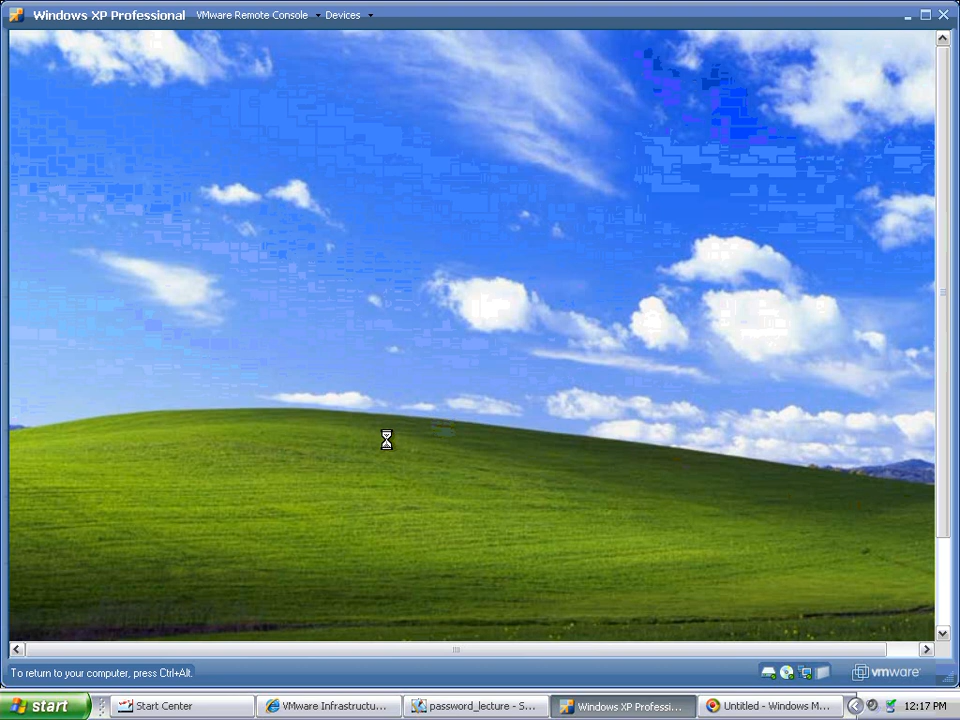 Windows XP Professional VMware Remote Console Devices
To return to your computer, press Ctrl+Alt.
vmware
start Start Center VMware Infrastructu... password_lecture - S... Windows XP Professi... Untitled - Windows M... 12:17 PM